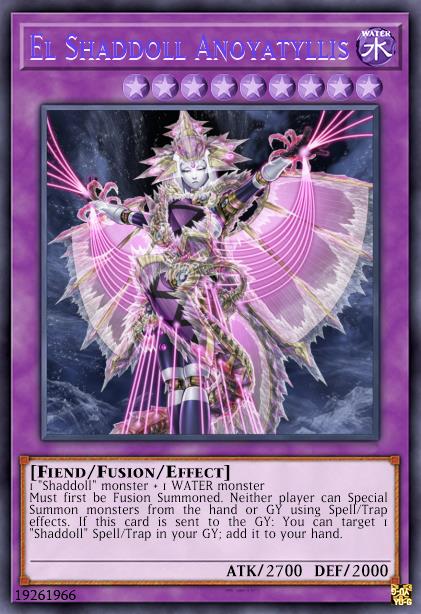 El Shaddoll Anoyatyllis
WATER
水
[Fiend/Fusion/Effect]
1 "Shaddoll" monster + 1 WATER monster
Must first be Fusion Summoned. Neither player can Special
Summon monsters from the hand or GY using Spell/Trap
effects. If this card is sent to the GY: You can target 1
"Shaddoll" Spell/Trap in your GY; add it to your hand.
ATK/2700 DEF/2000
19261966